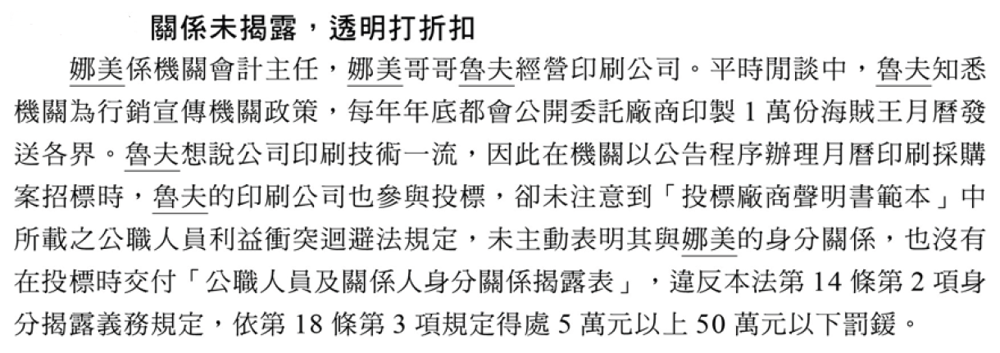 關係未揭露，透明打折扣
娜美係機關會計主任，娜美哥哥魯夫經營印刷公司。平時閒談中，魯夫知悉
機關為行銷宣傳機關政策，每年年底都會公開委託廠商印製 1 萬份海賊王月曆發
送各界。魯夫想說公司印刷技術一流，因此在機關以公告程序辦理月曆印刷採購
案招標時，魯夫的印刷公司也參與投標，卻未注意到「投標廠商聲明書範本」中
所載之公職人員利益衝突迴避法規定，未主動表明其與娜美的身分關係，也沒有
在投標時交付「公職人員及關係人身分關係揭露表」，違反本法第 14 條第 2 項身
分揭露義務規定，依第 18 條第 3 項規定得處 5 萬元以上 50 萬元以下罰鍰。